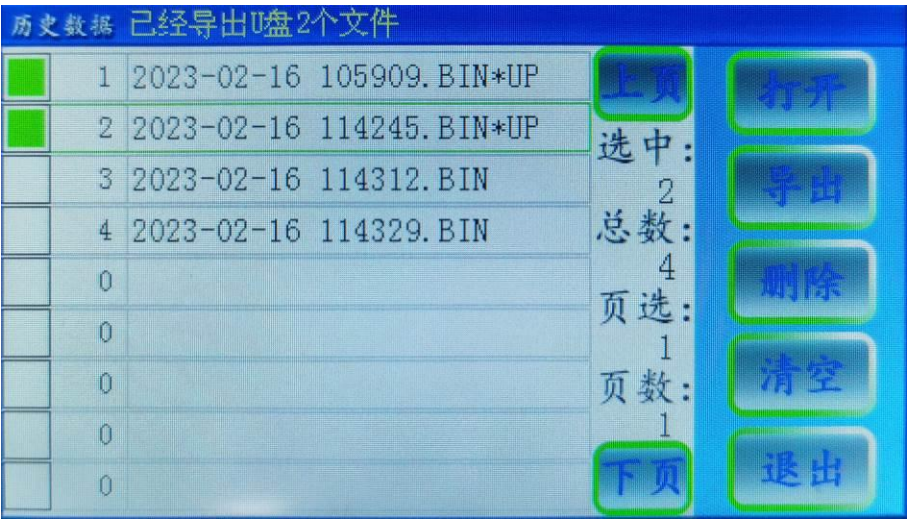 历史数据 已经导出U盘2个文件
1 2023-02-16 105909.BIN*UP
2 2023-02-16 114245.BIN*UP
3 2023-02-16 114312.BIN
4 2023-02-16 114329.BIN
0
0
0
0
0
上页
选中:
2
总数:
4
页选:
1
页数:
1
下页
打开
导出
删除
清空
退出